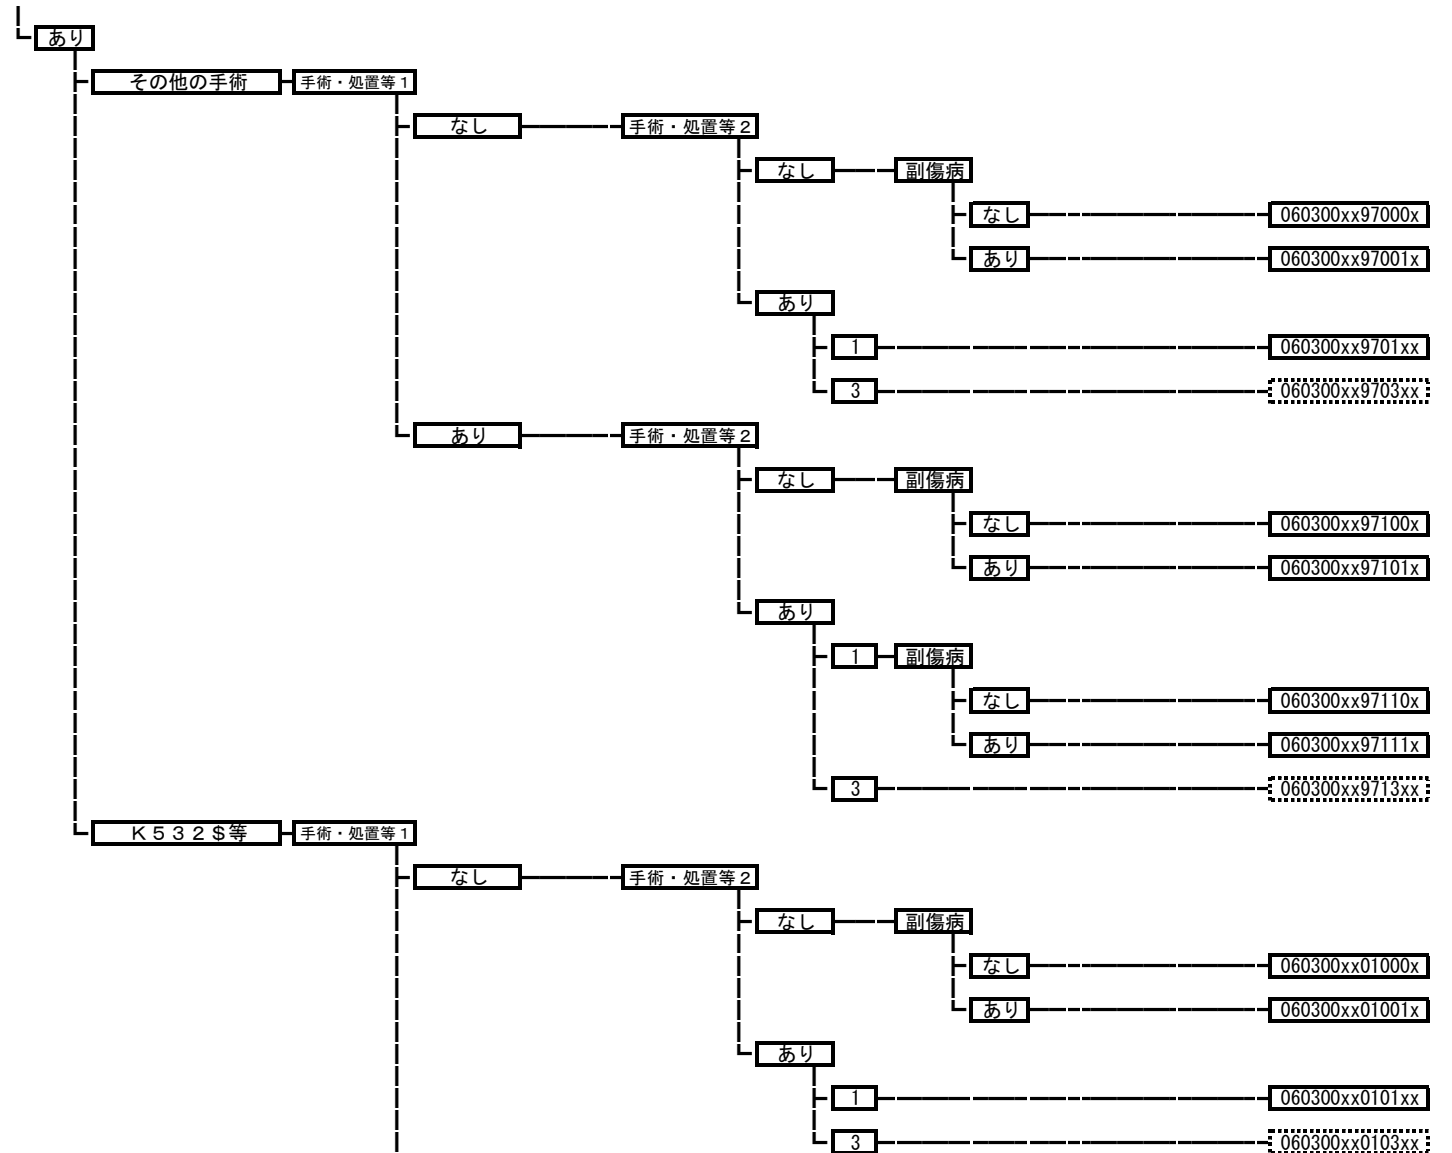 あり
その他の手術 手術・処置等1
なし 手術・処置等2
なし 副傷病
なし 060300xx97000x
あり 060300xx97001x
あり
1 060300xx9701xx
3 060300xx9703xx
あり 手術・処置等2
なし 副傷病
なし 060300xx97100x
あり 060300xx97101x
あり
1 副傷病
なし 060300xx97110x
あり 060300xx97111x
3 060300xx9713xx
K532$等 手術・処置等1
なし 手術・処置等2
なし 副傷病
なし 060300xx01000x
あり 060300xx01001x
あり
1 060300xx0101xx
3 060300xx0103xx